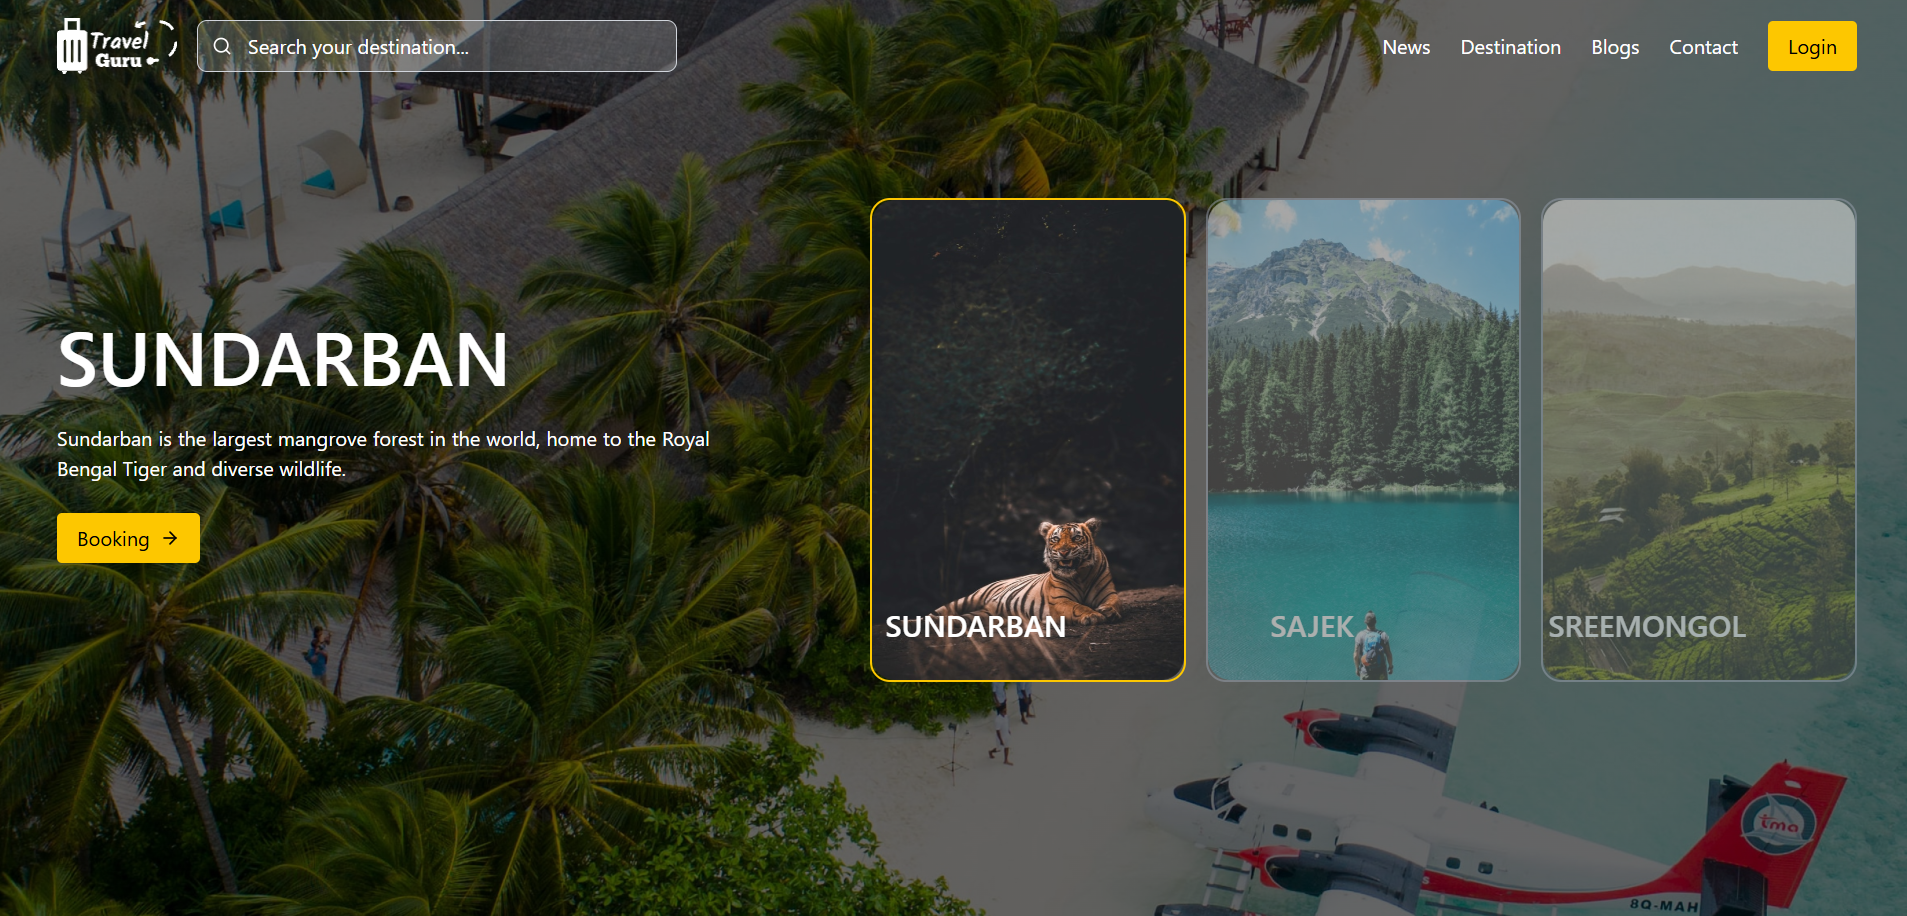 Travel
Guru
Search your destination...
News
Destination
Blogs
Contact
Login
SUNDARBAN
Sundarban is the largest mangrove forest in the world, home to the Royal
Bengal Tiger and diverse wildlife.
Booking
SUNDARBAN
SAJEK
SREEMONGOL
tma
8Q-MAH